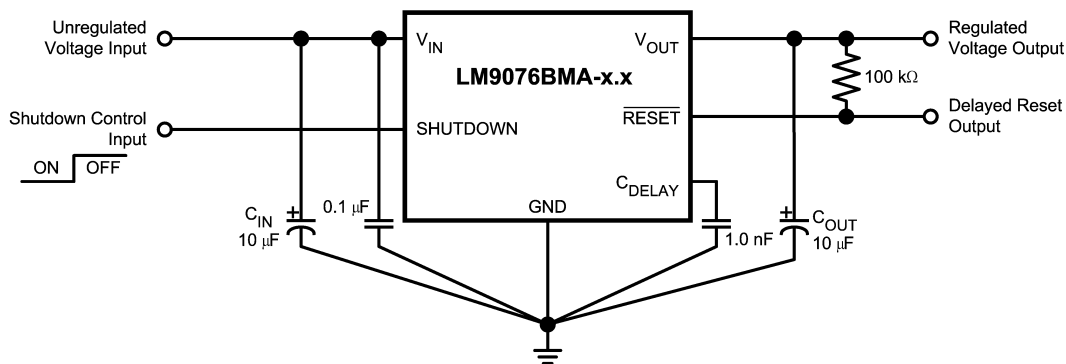 Unregulated
Voltage Input
V_IN
LM9076BMA-x.x
V_OUT
Regulated
Voltage Output
100 kΩ
Shutdown Control
Input
SHUTDOWN
RESET
Delayed Reset
Output
ON
OFF
C_DELAY
GND
C_IN
+
10 µF
0.1 µF
1.0 nF
+
C_OUT
10 µF